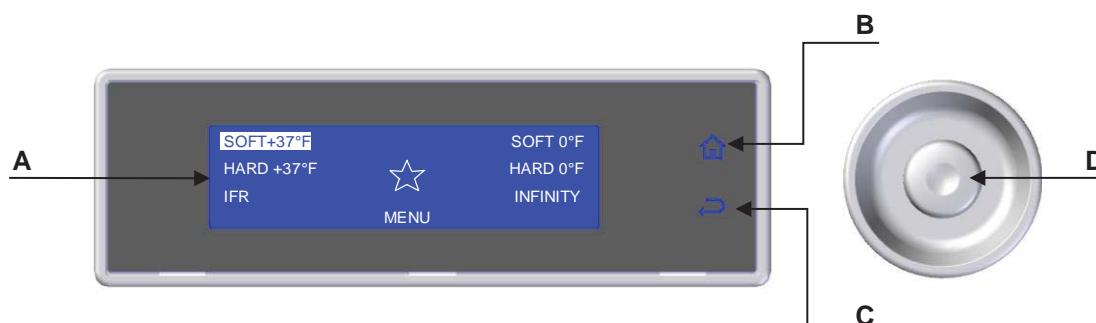 B
A
SOFT+37°F
SOFT 0°F
HARD +37°F
HARD 0°F
IFR
INFINITY
MENU
D
C